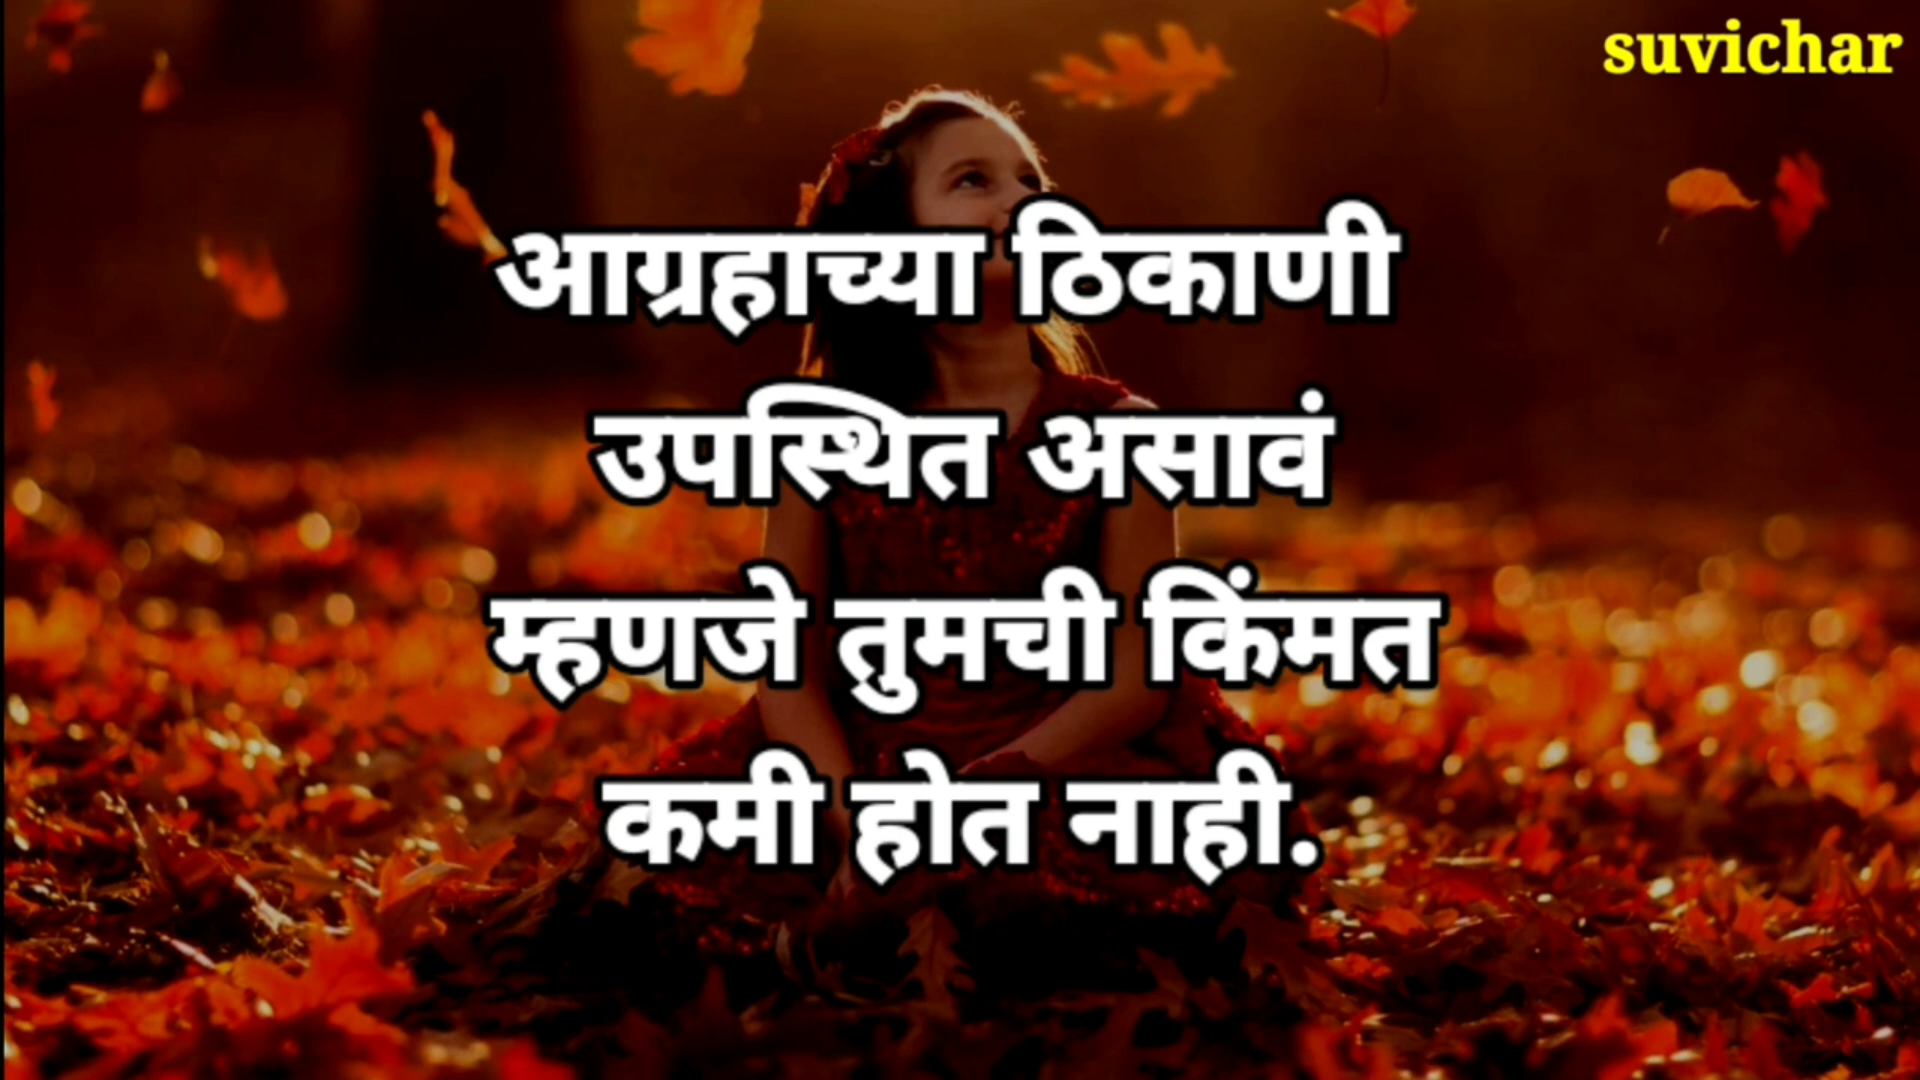 suvichar
आग्रहाच्या ठिकाणी
उपस्थित असावं
म्हणजे तुमची किंमत
कमी होत नाही.